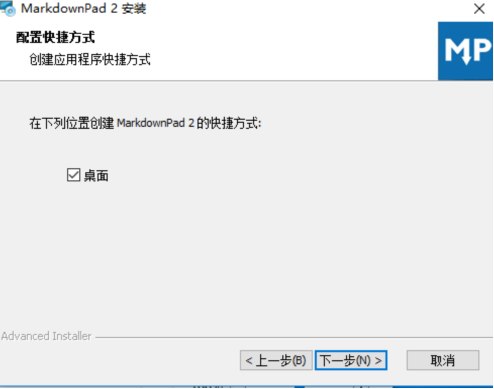 MarkdownPad 2 安装
配置快捷方式
创建应用程序快捷方式
MP
在下列位置创建 MarkdownPad 2 的快捷方式:
桌面
Advanced Installer
< 上一步(B)
下一步(N) >
取消